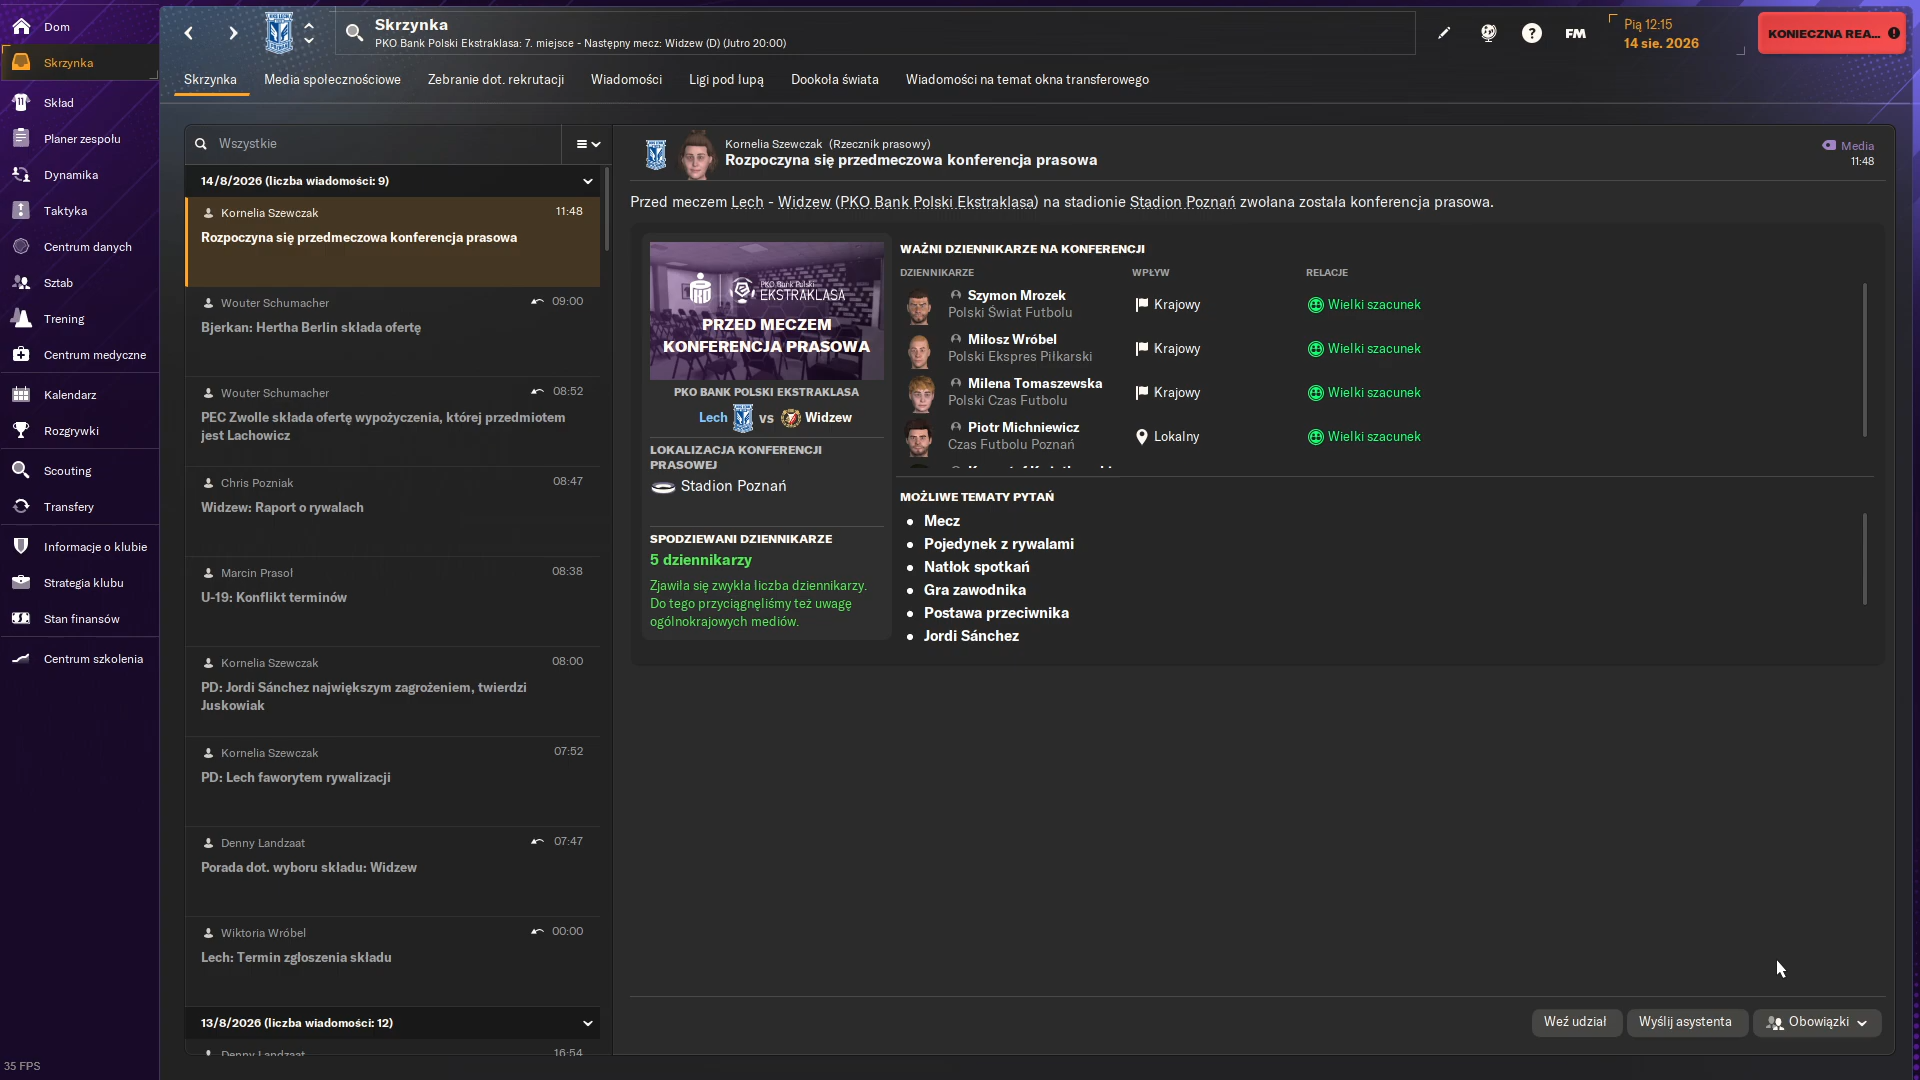 Dom
Skrzynka
Skład
Planer zespołu
Dynamika
Taktyka
Centrum danych
Sztab
Trening
Centrum medyczne
Kalendarz
Rozgrywki
Scouting
Transfery
Informacje o klubie
Strategia klubu
Stan finansów
Centrum szkolenia
35 FPS
Skrzynka
PKO Bank Polski Ekstraklasa: 7. miejsce - Następny mecz: Widzew (D) (Jutro 20:00)
FM
Pią 12:15
14 sie. 2026
KONIECZNA REA...
Skrzynka
Media społecznościowe
Zebranie dot. rekrutacji
Wiadomości
Ligi pod lupą
Dookoła świata
Wiadomości na temat okna transferowego
Wszystkie
14/8/2026 (liczba wiadomości: 9)
Kornelia Szewczak 11:48
Rozpoczyna się przedmeczowa konferencja prasowa
Wouter Schumacher 09:00
Bjerkan: Hertha Berlin składa ofertę
Wouter Schumacher 08:52
PEC Zwolle składa ofertę wypożyczenia, której przedmiotem
jest Lachowicz
Chris Pozniak 08:47
Widzew: Raport o rywalach
Marcin Prasoł 08:38
U-19: Konflikt terminów
Kornelia Szewczak 08:00
PD: Jordi Sánchez największym zagrożeniem, twierdzi
Juskowiak
Kornelia Szewczak 07:52
PD: Lech faworytem rywalizacji
Denny Landzaat 07:47
Porada dot. wyboru składu: Widzew
Wiktoria Wróbel 00:00
Lech: Termin zgłoszenia składu
13/8/2026 (liczba wiadomości: 12)
Denny Landzaat 16:54
Kornelia Szewczak (Rzecznik prasowy)
Rozpoczyna się przedmeczowa konferencja prasowa
Media
11:48
Przed meczem Lech - Widzew (PKO Bank Polski Ekstraklasa) na stadionie Stadion Poznań zwołana została konferencja prasowa.
PKO Bank Polski
EKSTRAKLASA
PRZED MECZEM
KONFERENCJA PRASOWA
PKO BANK POLSKI EKSTRAKLASA
Lech vs Widzew
LOKALIZACJA KONFERENCJI
PRASOWEJ
Stadion Poznań
SPODZIEWANI DZIENNIKARZE
5 dziennikarzy
Zjawiła się zwykła liczba dziennikarzy.
Do tego przyciągnęliśmy też uwagę
ogólnokrajowych mediów.
WAŻNI DZIENNIKARZE NA KONFERENCJI
DZIENNIKARZE WPŁYW RELACJE
Szymon Mrozek
Polski Świat Futbolu
Krajowy
Wielki szacunek
Miłosz Wróbel
Polski Ekspres Piłkarski
Krajowy
Wielki szacunek
Milena Tomaszewska
Polski Czas Futbolu
Krajowy
Wielki szacunek
Piotr Michniewicz
Czas Futbolu Poznań
Lokalny
Wielki szacunek
MOŻLIWE TEMATY PYTAŃ
Mecz
Pojedynek z rywalami
Natłok spotkań
Gra zawodnika
Postawa przeciwnika
Jordi Sánchez
Weź udział
Wyślij asystenta
Obowiązki